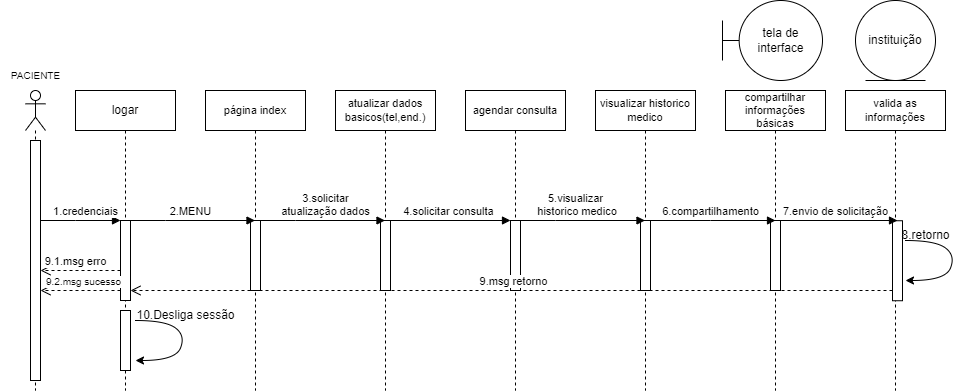 tela de
interface
instituição
PACIENTE
logar
página index
atualizar dados
basicos(tel,end.)
agendar consulta
visualizar historico
medico
compartilhar
informações
básicas
valida as
informações
1.credenciais
2.MENU
3.solicitar
atualização dados
4.solicitar consulta
5.visualizar
historico medico
6.compartilhamento
7.envio de solicitação
8.retorno
9.1.msg erro
9.2.msg sucesso
9.msg retorno
10.Desliga sessão